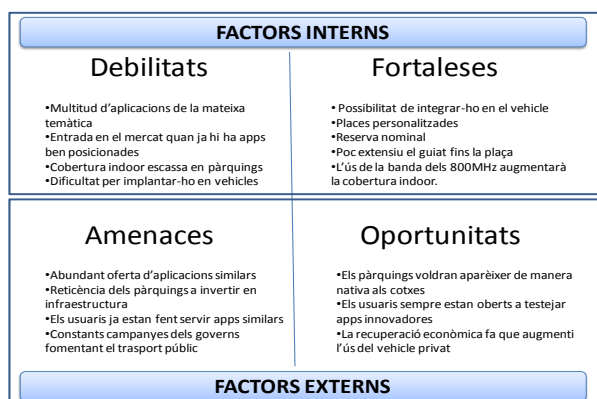 FACTORS INTERNS
Debilitats
•Multitud d'aplicacions de la mateixa
temàtica
•Entrada en el mercat quan ja hi ha apps
ben posicionades
•Cobertura indoor escassa en pàrquings
•Dificultat per implantar-ho en vehicles
Fortaleses
• Possibilitat de integrar-ho en el vehicle
•Places personalitzades
•Reserva nominal
•Poc extensiu el guiat fins la plaça
•L'ús de la banda dels 800MHz augmentarà
la cobertura indoor.
Amenaces
•Abundant oferta d'aplicacions similars
•Reticència dels pàrquings a invertir en
infraestructura
•Els usuaris ja estan fent servir apps similars
•Constants campanyes dels governs
fomentant el trasport públic
Oportunitats
•Els pàrquings voldran aparèixer de manera
nativa als cotxes
•Els usuaris sempre estan oberts a testejar
apps innovadores
•La recuperació econòmica fa que augmenti
l'ús del vehicle privat
FACTORS EXTERNS